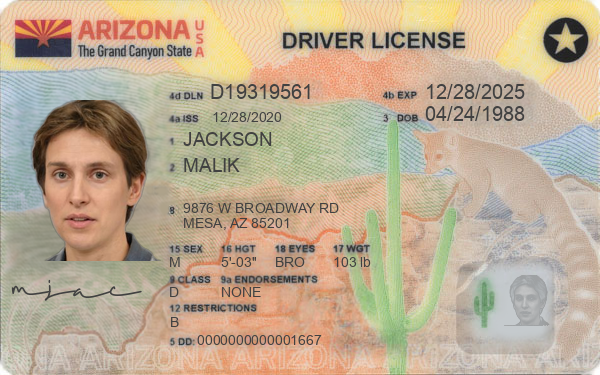 ARIZONA USA
The Grand Canyon State
DRIVER LICENSE
4d DLN D19319561
4b EXP 12/28/2025
4a ISS 12/28/2020
3 DOB 04/24/1988
1 JACKSON
2 MALIK
8 9876 W BROADWAY RD
MESA, AZ 85201
15 SEX 16 HGT 18 EYES 17 WGT
M 5'-03" BRO 103 lb
9 CLASS 9a ENDORSEMENTS
D NONE
12 RESTRICTIONS
B
5 DD: 0000000000001667
mjac
ARIZONA ARIZONA ARIZONA ARIZONA